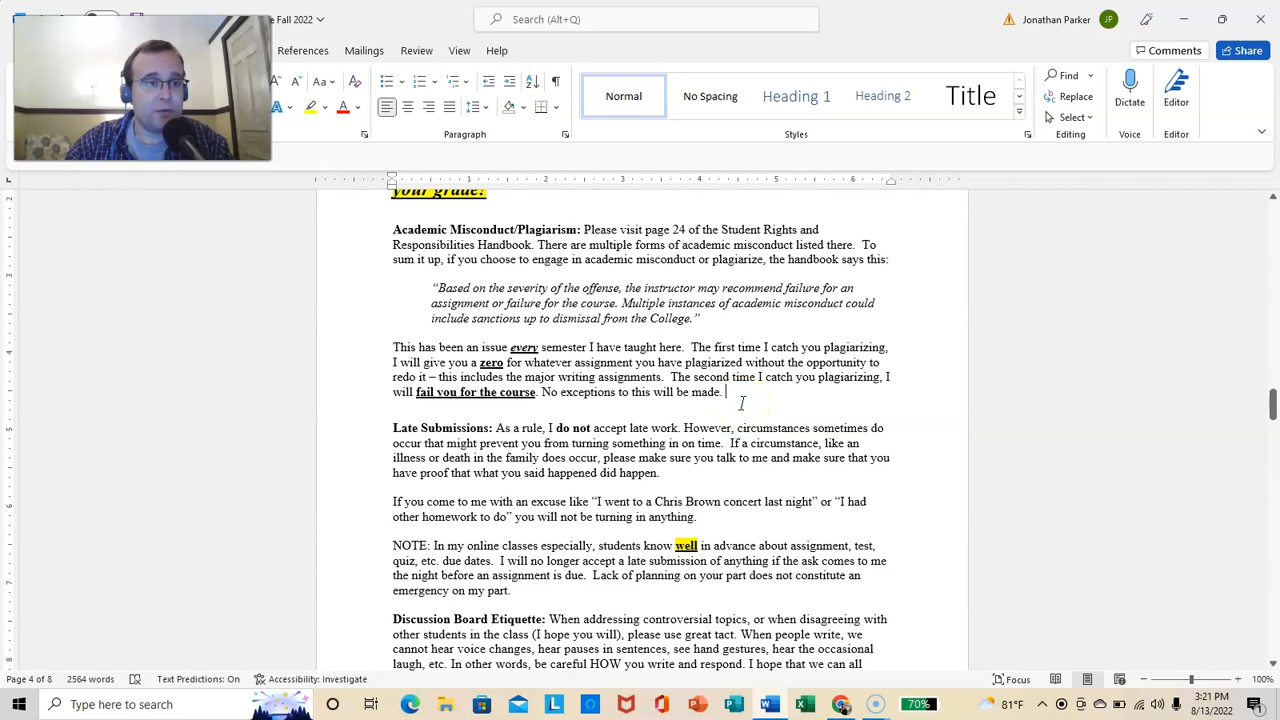 e Fall 2022
Search (Alt+Q)
Jonathan Parker
JP
References
Mailings
Review
View
Help
Comments
Share
Aa
A
Normal
No Spacing
Heading 1
Heading 2
Title
Find
Replace
Select
Dictate
Editor
Paragraph
Styles
Editing
Voice
Editor
1 2 3 4 5 6
your grade!
Academic Misconduct/Plagiarism: Please visit page 24 of the Student Rights and
Responsibilities Handbook. There are multiple forms of academic misconduct listed there. To
sum it up, if you choose to engage in academic misconduct or plagiarize, the handbook says this:
“Based on the severity of the offense, the instructor may recommend failure for an
assignment or failure for the course. Multiple instances of academic misconduct could
include sanctions up to dismissal from the College.”
This has been an issue every semester I have taught here. The first time I catch you plagiarizing,
I will give you a zero for whatever assignment you have plagiarized without the opportunity to
redo it – this includes the major writing assignments. The second time I catch you plagiarizing, I
will fail you for the course. No exceptions to this will be made.
Late Submissions: As a rule, I do not accept late work. However, circumstances sometimes do
occur that might prevent you from turning something in on time. If a circumstance, like an
illness or death in the family does occur, please make sure you talk to me and make sure that you
have proof that what you said happened did happen.
If you come to me with an excuse like “I went to a Chris Brown concert last night” or “I had
other homework to do” you will not be turning in anything.
NOTE: In my online classes especially, students know well in advance about assignment, test,
quiz, etc. due dates. I will no longer accept a late submission of anything if the ask comes to me
the night before an assignment is due. Lack of planning on your part does not constitute an
emergency on my part.
Discussion Board Etiquette: When addressing controversial topics, or when disagreeing with
other students in the class (I hope you will), please use great tact. When people write, we
cannot hear voice changes, hear pauses in sentences, see hand gestures, hear the occasional
laugh, etc. In other words, be careful HOW you write and respond. I hope that we can all
Page 4 of 8
2564 words
Text Predictions: On
Accessibility: Investigate
Focus
100%
Type here to search
70%
81°F
3:21 PM
8/13/2022